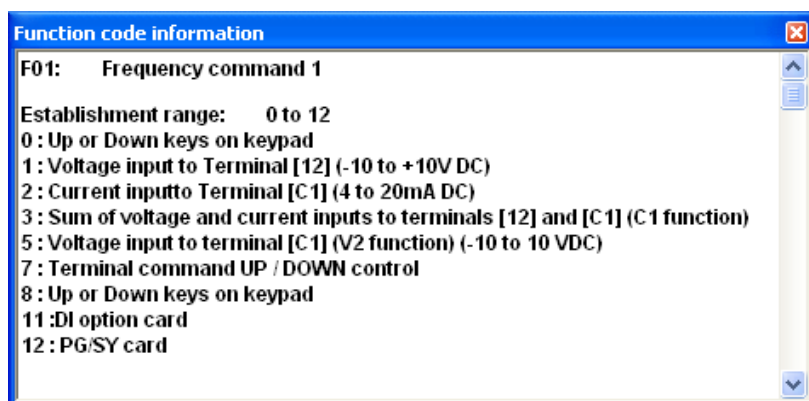 Function code information
F01: Frequency command 1
Establishment range: 0 to 12
0 : Up or Down keys on keypad
1 : Voltage input to Terminal [12] (-10 to +10V DC)
2 : Current inputto Terminal [C1] (4 to 20mA DC)
3 : Sum of voltage and current inputs to terminals [12] and [C1] (C1 function)
5 : Voltage input to terminal [C1] (V2 function) (-10 to 10 VDC)
7 : Terminal command UP / DOWN control
8 : Up or Down keys on keypad
11 :DI option card
12 : PG/SY card